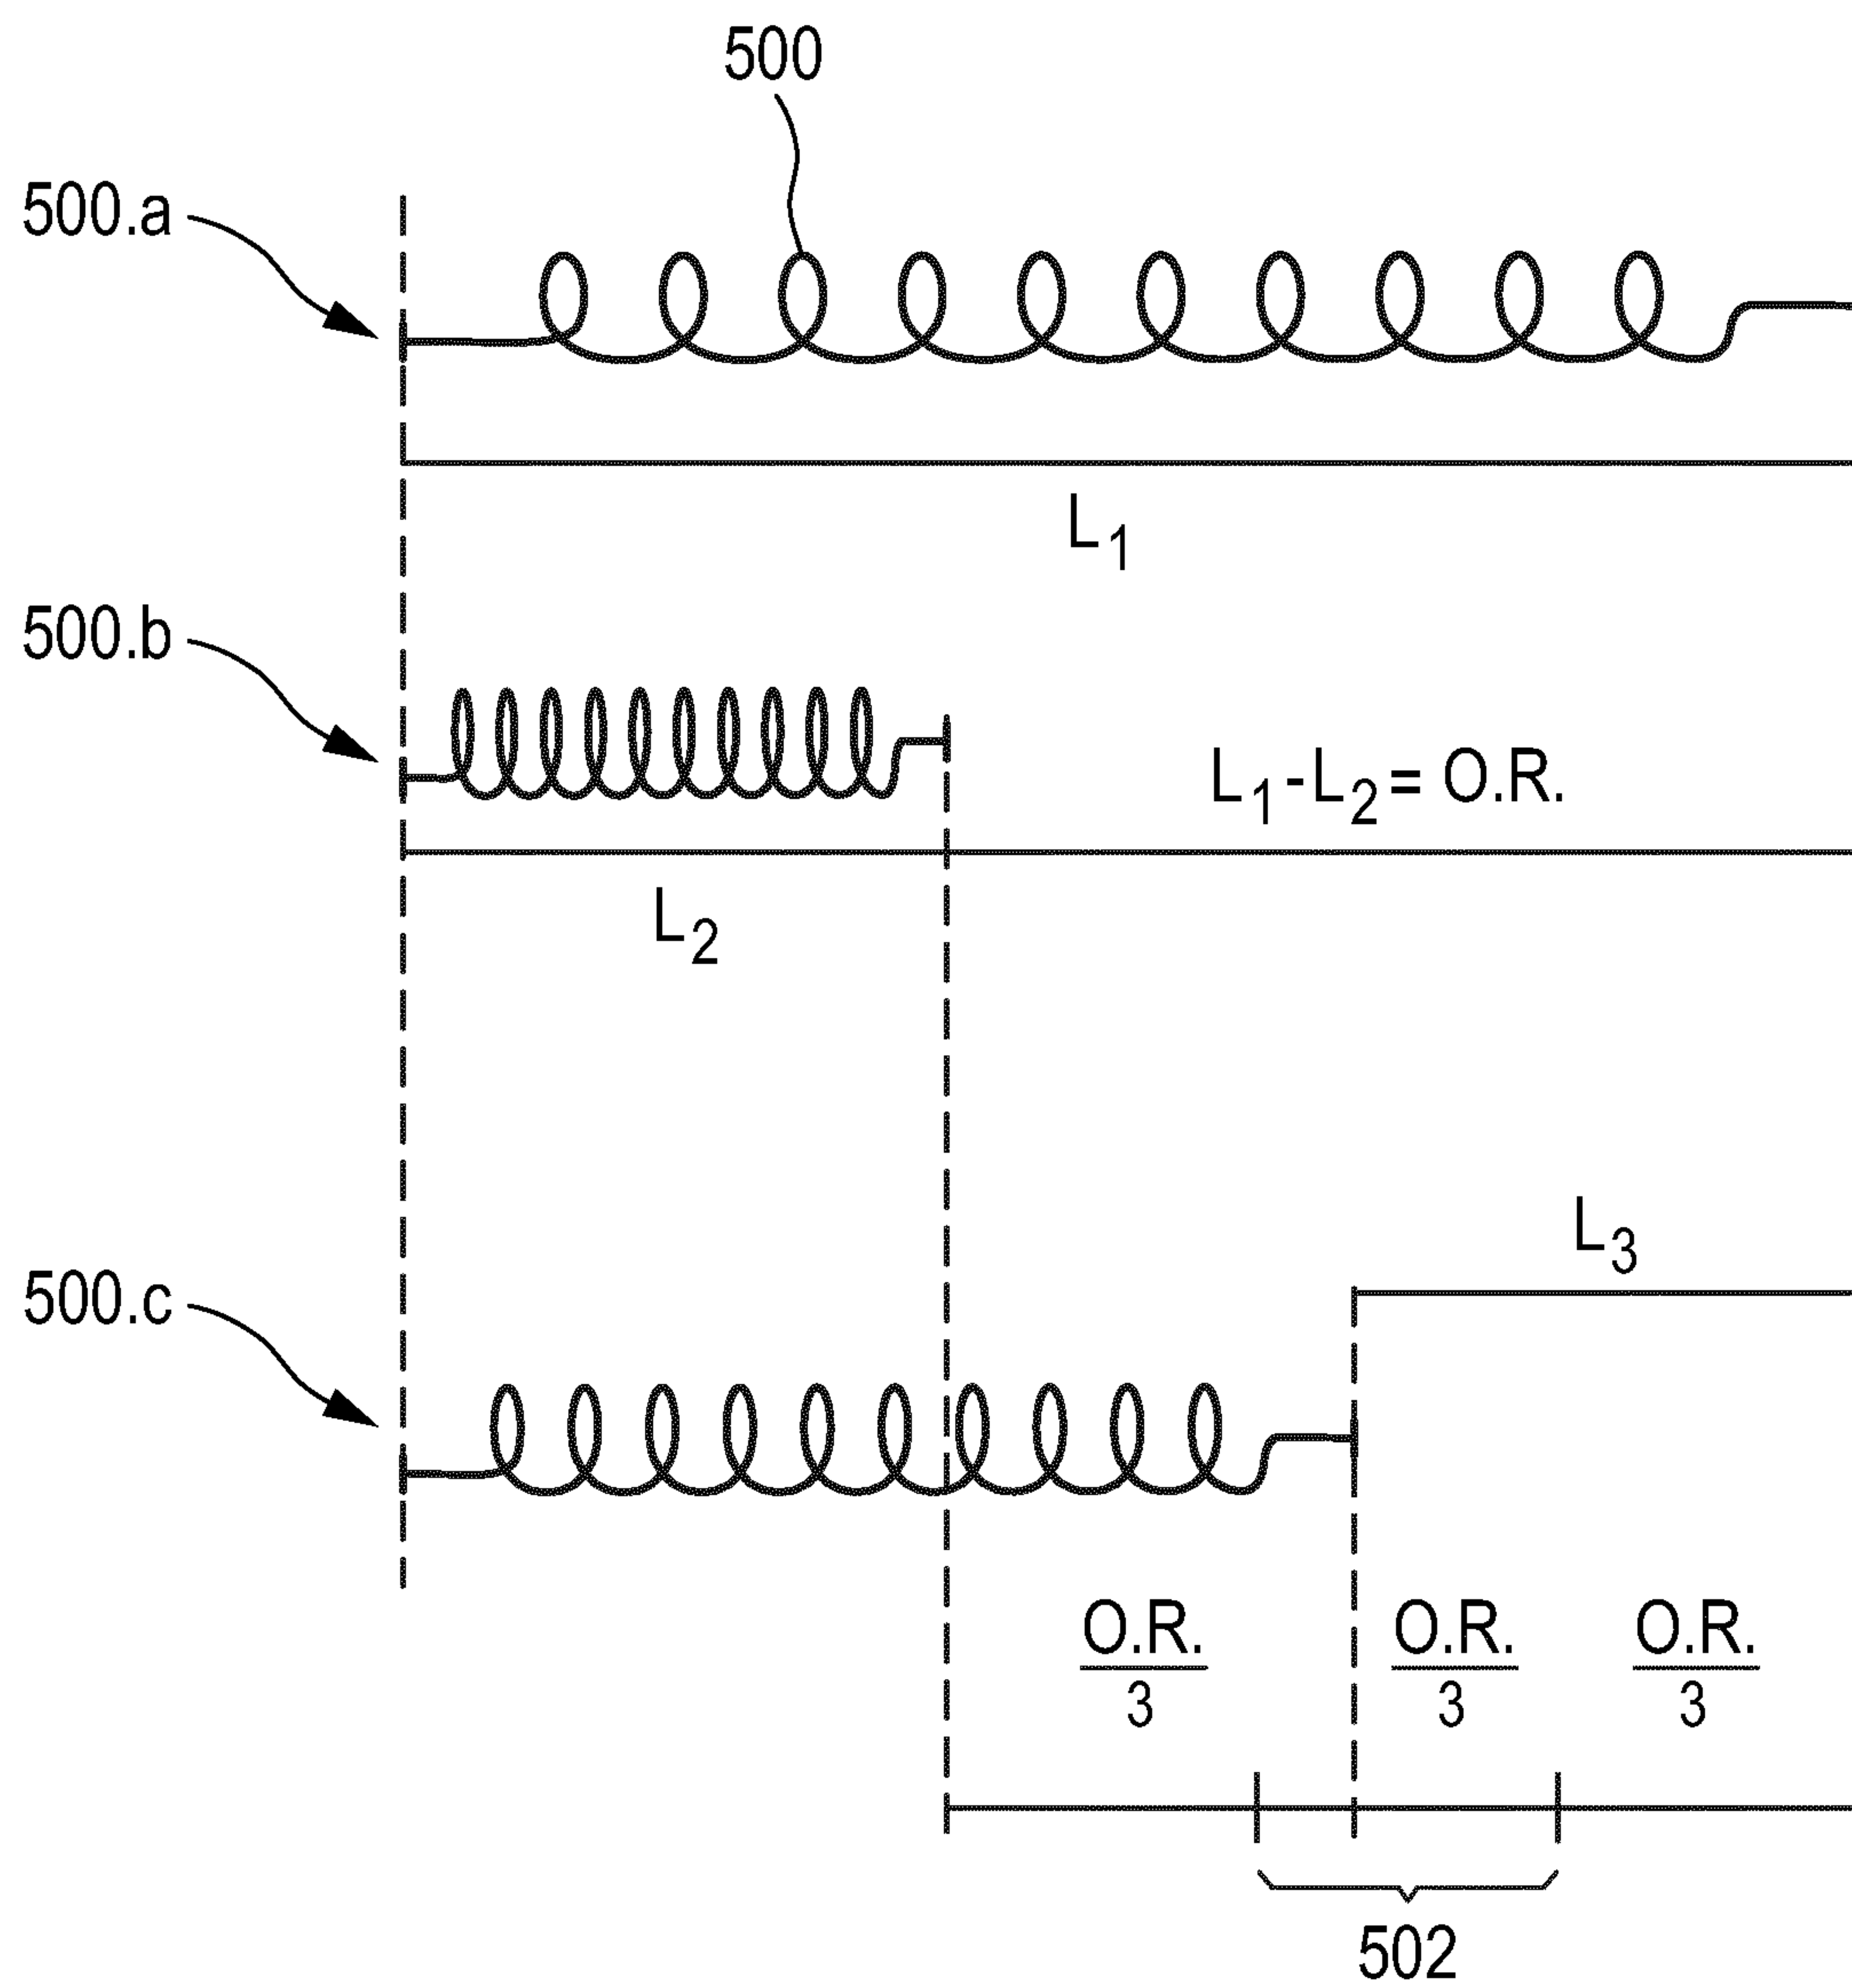 500
500.a
L1
500.b
L1-L2= O.R.
L2
L3
500.c
O.R. O.R. O.R.
3 3 3
502